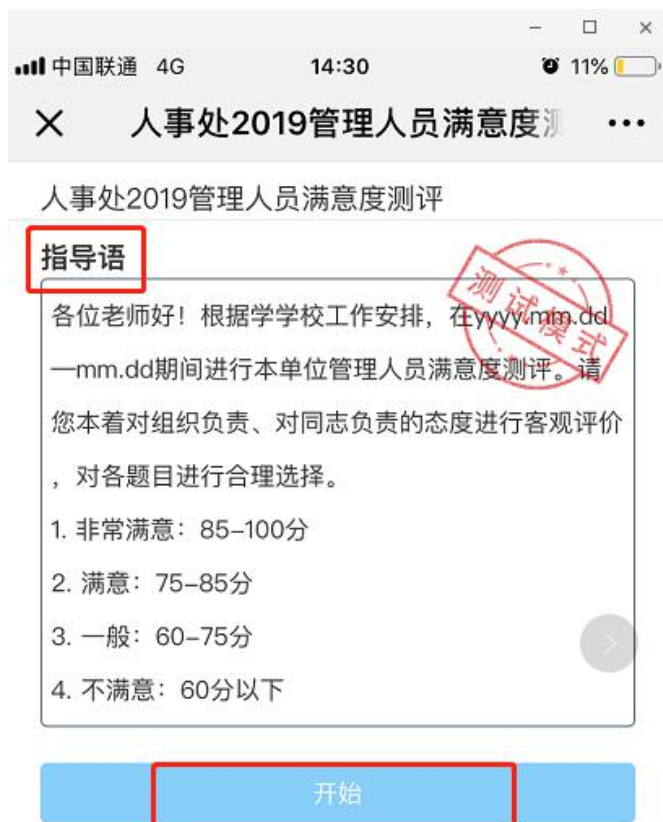 中国联通 4G 14:30 11%
人事处2019管理人员满意度测
人事处2019管理人员满意度测评
指导语
测试模式
各位老师好！根据学学校工作安排，在yyyy.mm.dd
—mm.dd期间进行本单位管理人员满意度测评。请
您本着对组织负责、对同志负责的态度进行客观评价
，对各题目进行合理选择。
1. 非常满意：85–100分
2. 满意：75–85分
3. 一般：60–75分
4. 不满意：60分以下
开始